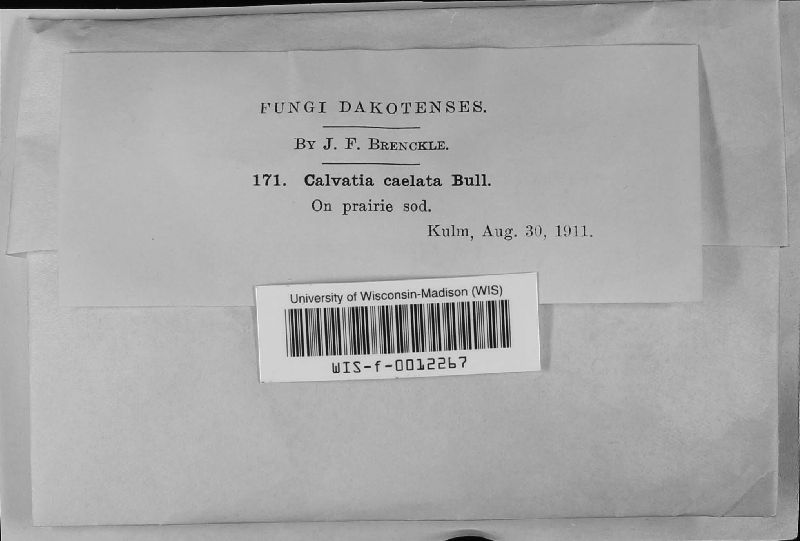 FUNGI DAKOTENSES.
BY J. F. BRENCKLE.
171. Calvatia caelata Bull.
On prairie sod.
Kulm, Aug. 30, 1911.
University of Wisconsin-Madison (WIS)
WIS-f-0012267